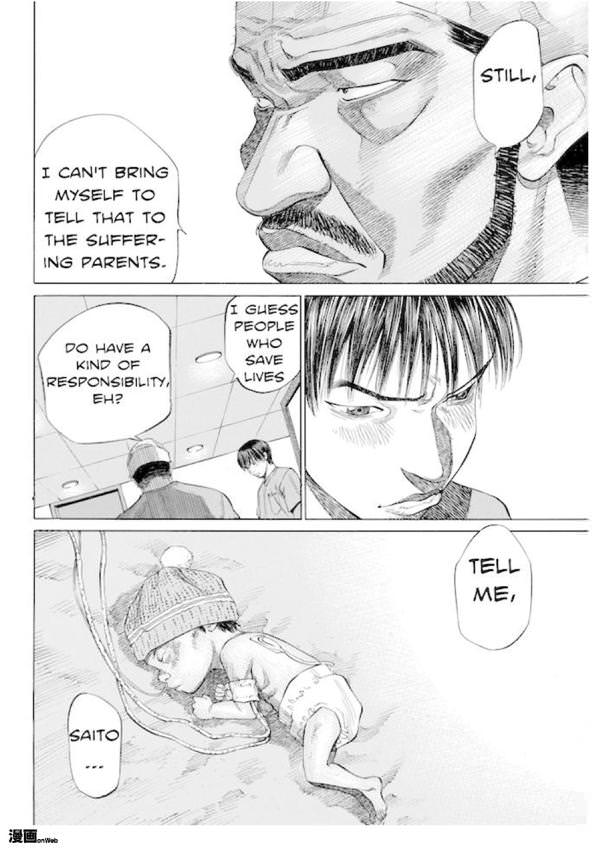 STILL,
I CAN'T BRING
MYSELF TO
TELL THAT TO
THE SUFFER-
ING PARENTS.
I GUESS
PEOPLE
WHO
SAVE
LIVES
DO HAVE A
KIND OF
RESPONSIBILITY,
EH?
TELL
ME,
SAITO
...
漫画onWeb